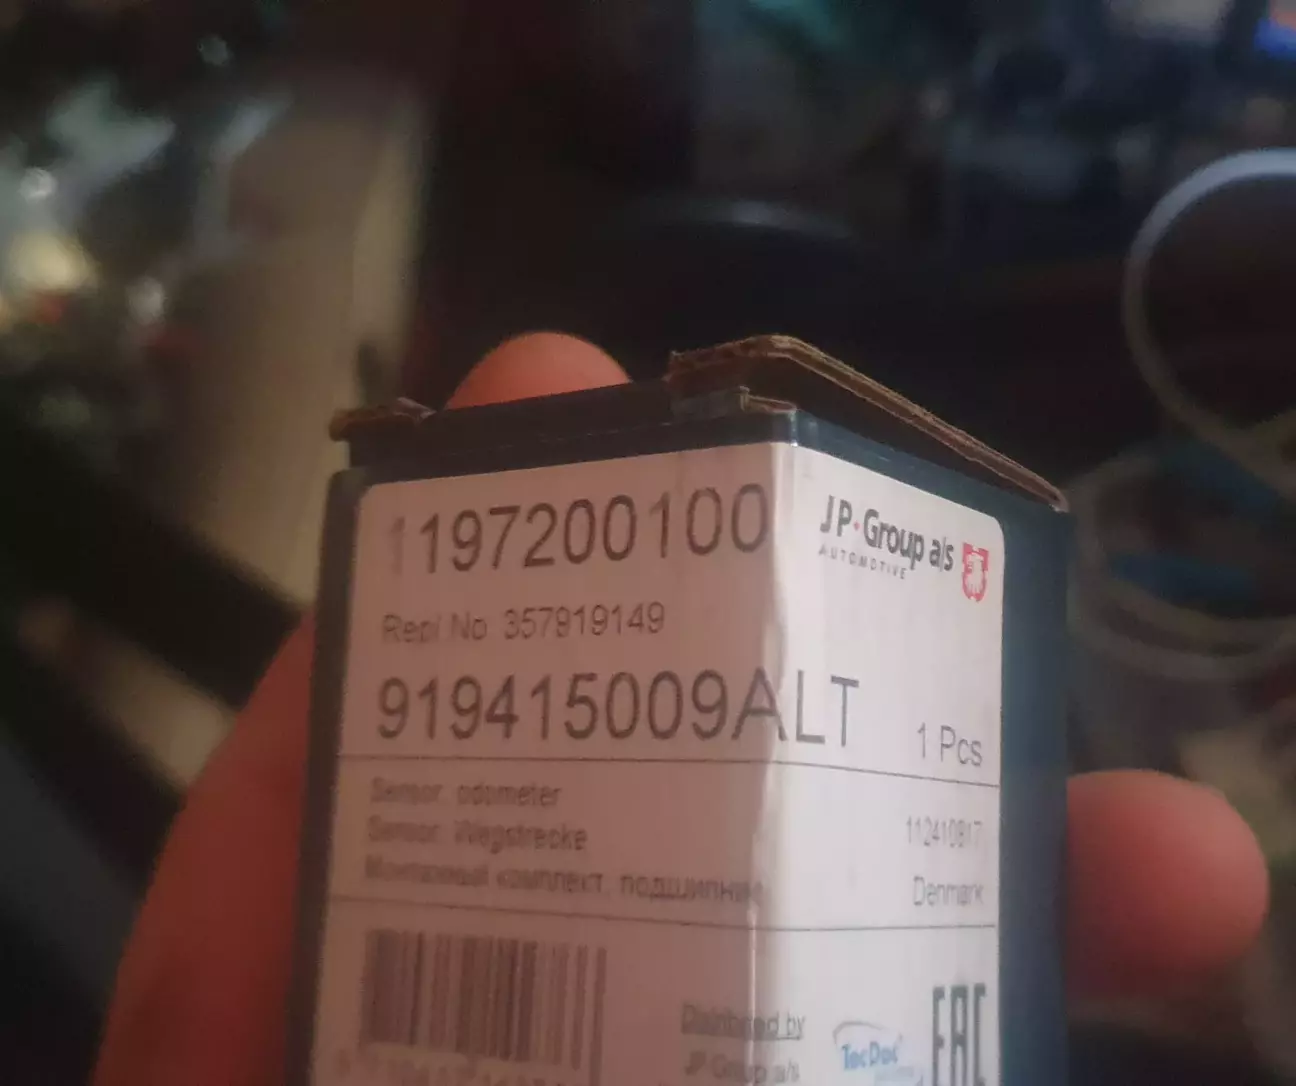 1197200100
JP Group a/s
AUTOMOTIVE
Repl No 357919149
919415009ALT
1 Pcs
Sensor, odometer
Sensor, Wegstrecke
Монтажный комплект, подшипник
Denmark
Distributed by
JP Group a/s
TecDoc
EAC